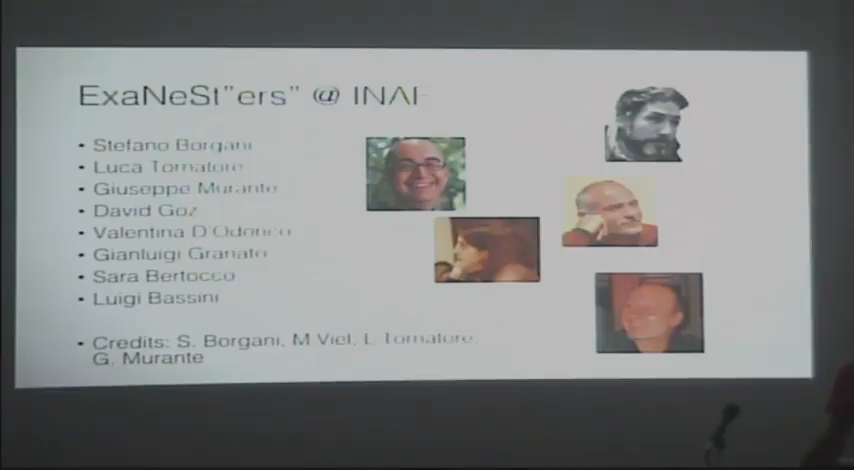 ExaNeSt"ers" @ INAF
• Stefano Borgani
• Luca Tornatore
• Giuseppe Murante
• David Goz
• Valentina D'Odorico
• Gianluigi Granato
• Sara Bertocco
• Luigi Bassini
• Credits: S. Borgani, M Viel, L Tornatore,
G. Murante